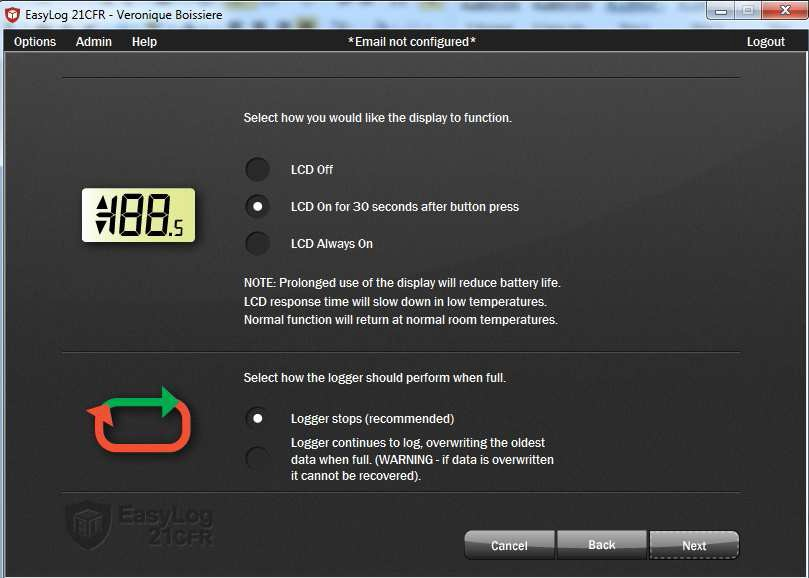 EasyLog 21CFR - Veronique Boissiere
Options Admin Help *Email not configured* Logout
Select how you would like the display to function.
LCD Off
188.5
LCD On for 30 seconds after button press
LCD Always On
NOTE: Prolonged use of the display will reduce battery life.
LCD response time will slow down in low temperatures.
Normal function will return at normal room temperatures.
Select how the logger should perform when full.
Logger stops (recommended)
Logger continues to log, overwriting the oldest
data when full. (WARNING - if data is overwritten
it cannot be recovered).
EasyLog
21CFR
Cancel Back Next